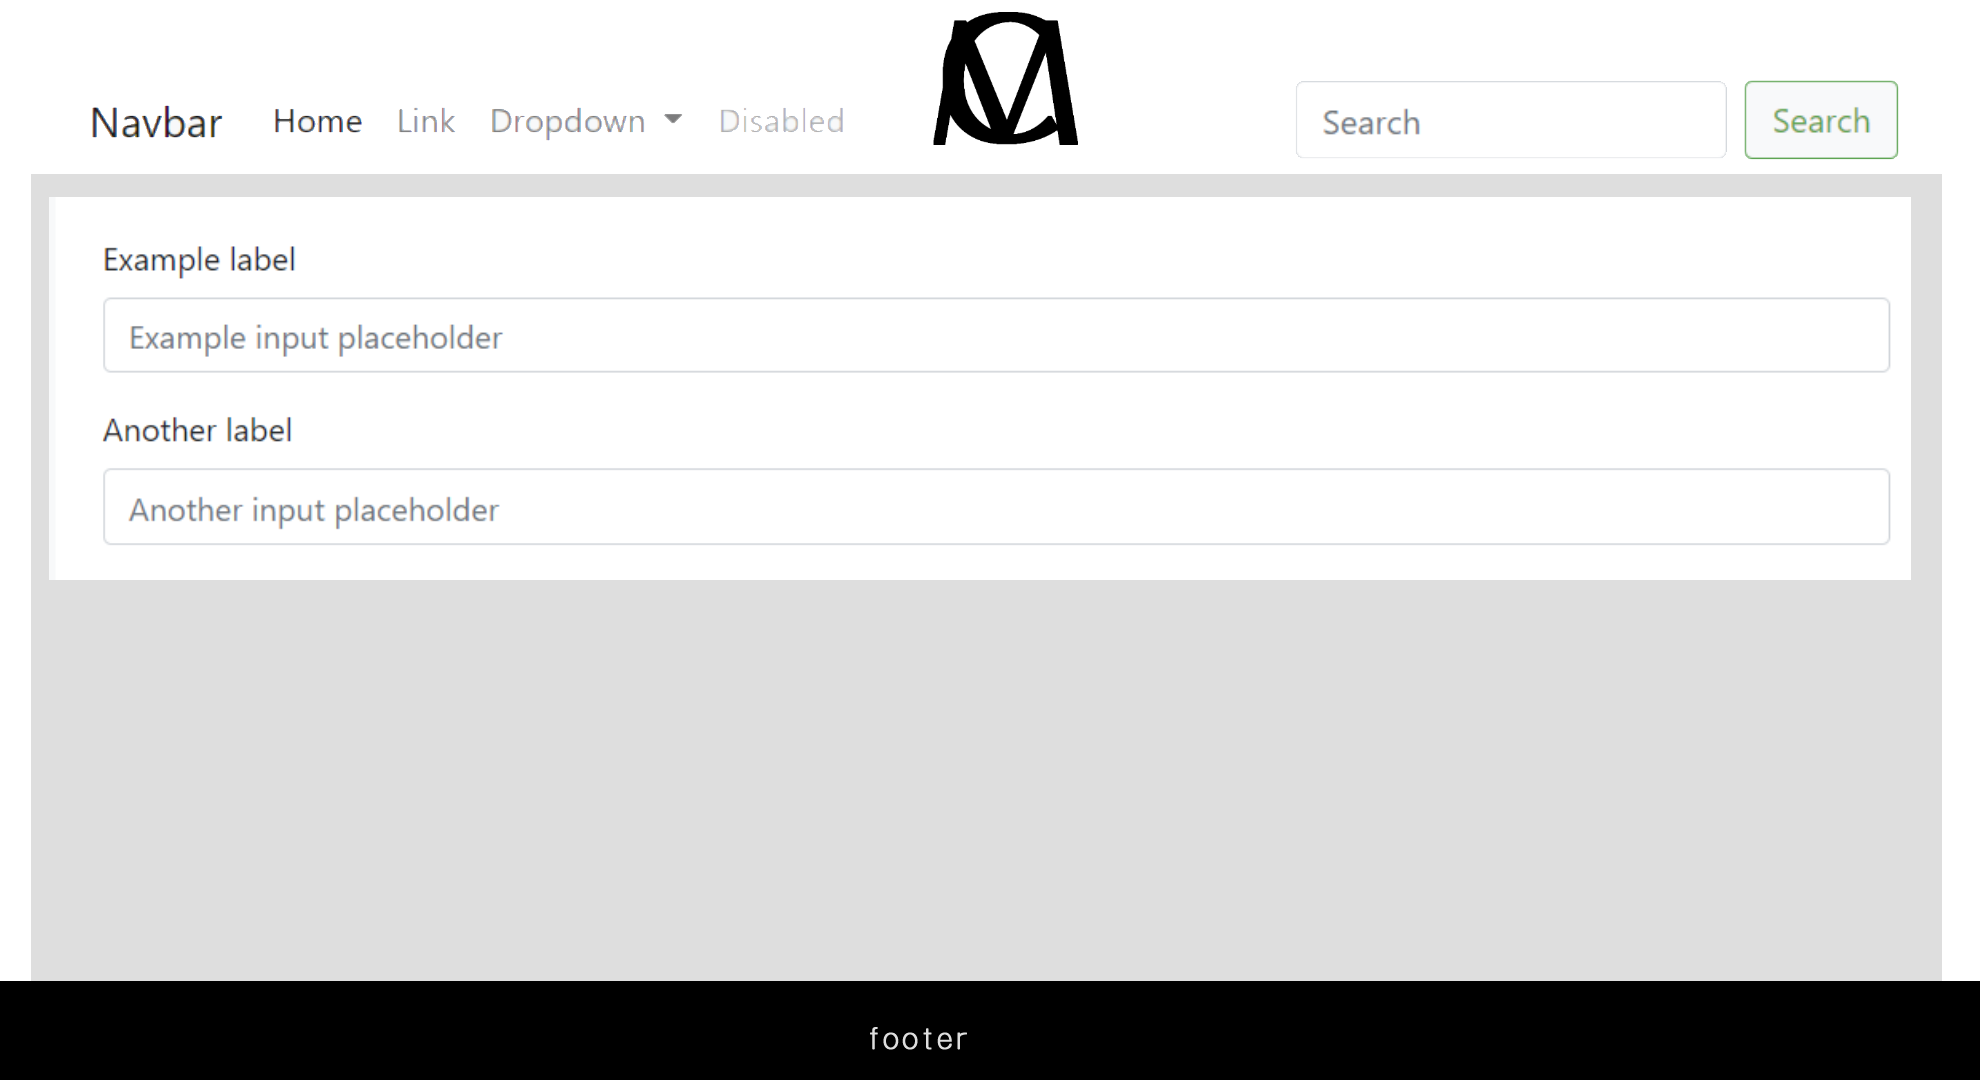 Navbar Home Link Dropdown Disabled Search Search
Example label
Example input placeholder
Another label
Another input placeholder
footer